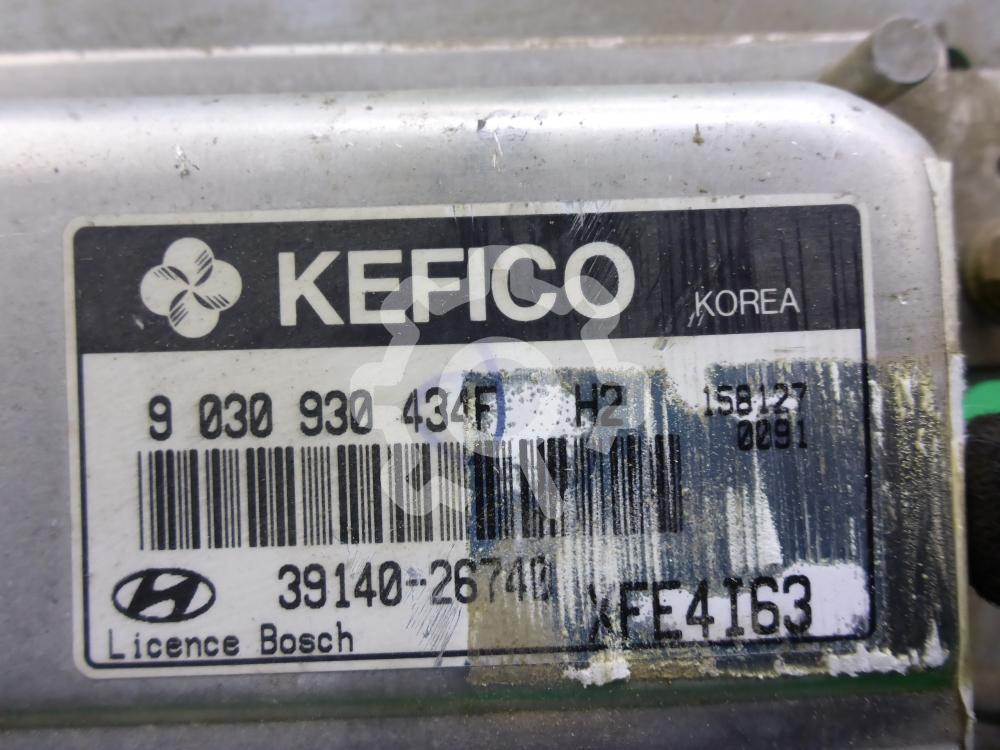 KEFICO KOREA
9 030 930 434F H2 158127
0091
39140-26740 XFE4I63
Licence Bosch